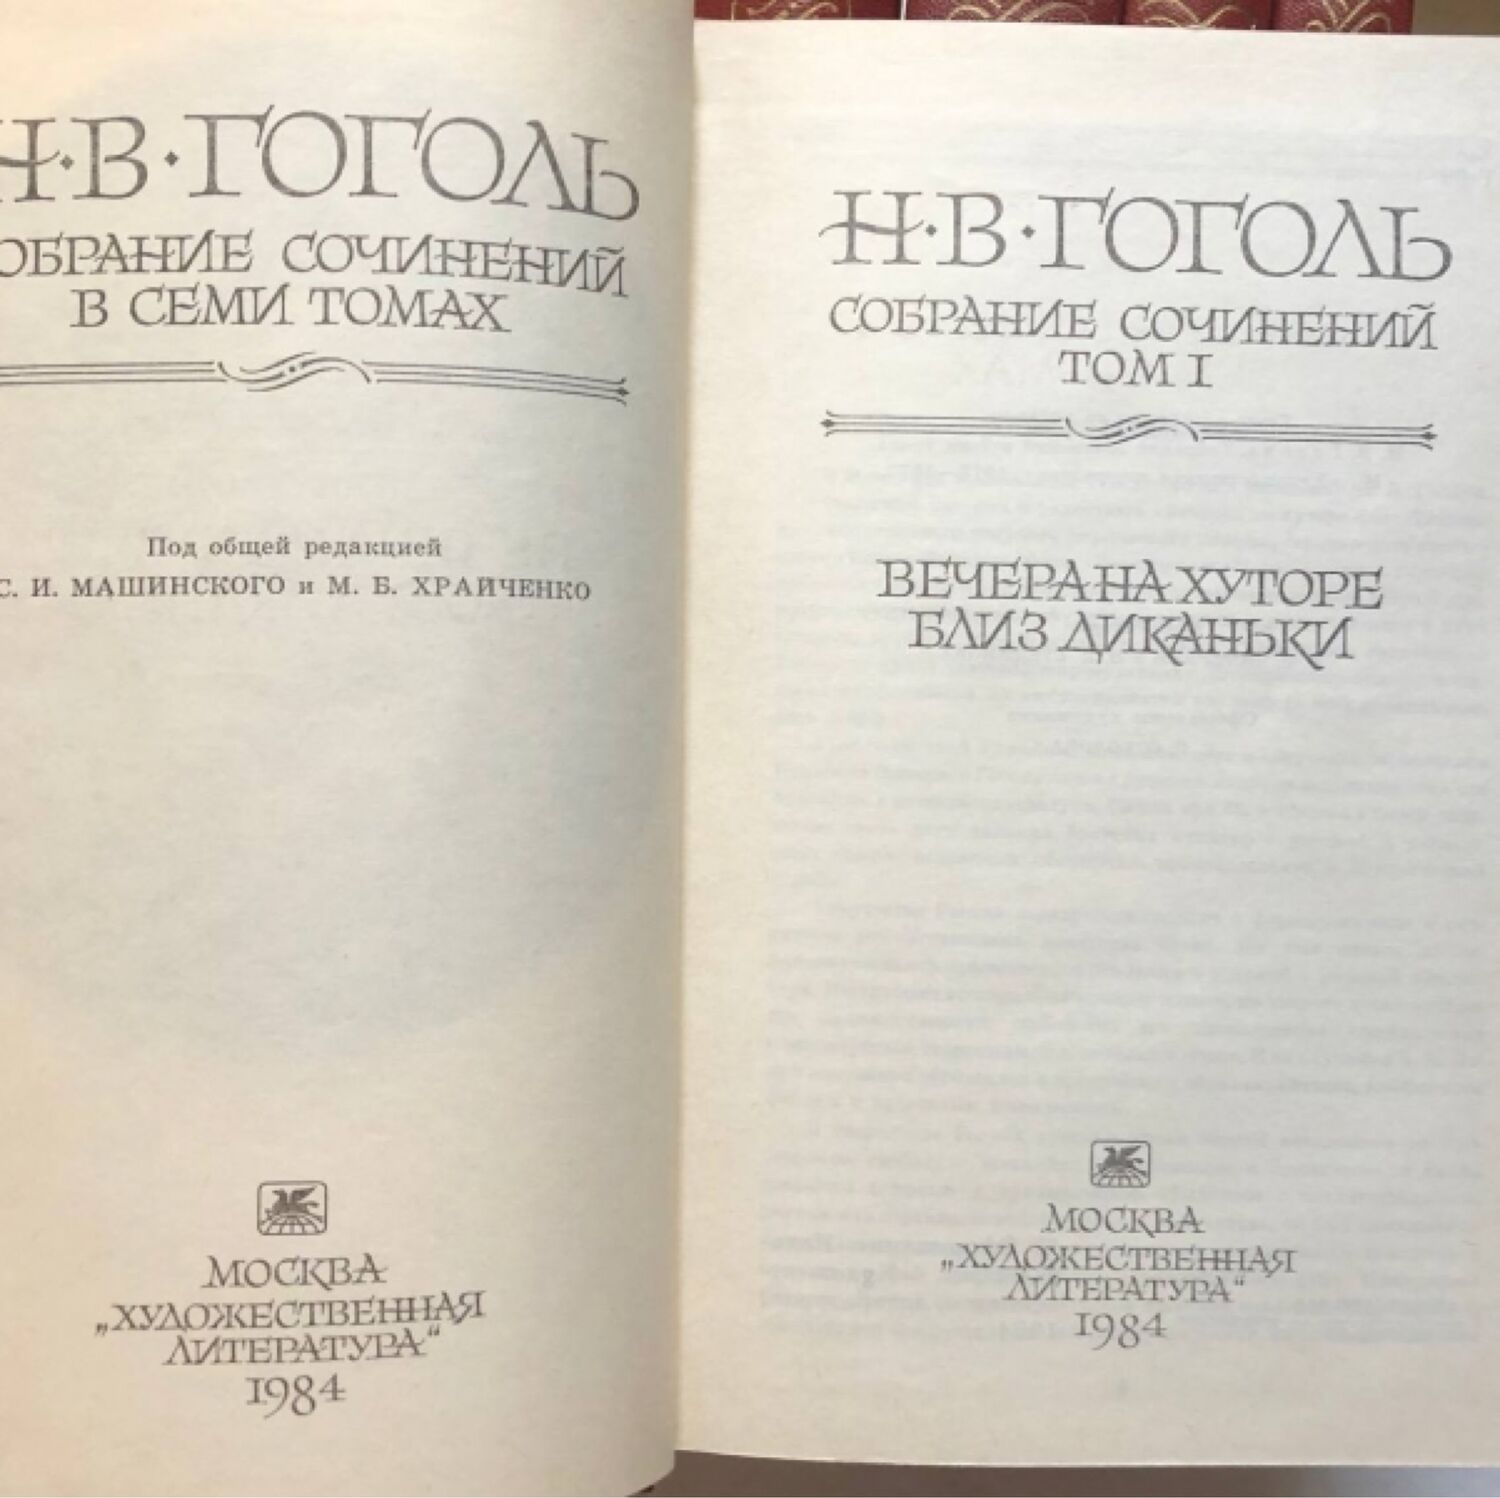 Н·В·ГОГОЛЬ
СОБРАНИЕ СОЧИНЕНИЙ
В СЕМИ ТОМАХ
Под общей редакцией
С. И. МАШИНСКОГО и М. Б. ХРАЙЧЕНКО
МОСКВА
„ХУДОЖЕСТВЕННАЯ
ЛИТЕРАТУРА“
1984
Н·В·ГОГОЛЬ
СОБРАНИЕ СОЧИНЕНИЙ
ТОМ I
ВЕЧЕРА НА ХУТОРЕ
БЛИЗ ДИКАНЬКИ
МОСКВА
„ХУДОЖЕСТВЕННАЯ
ЛИТЕРАТУРА“
1984